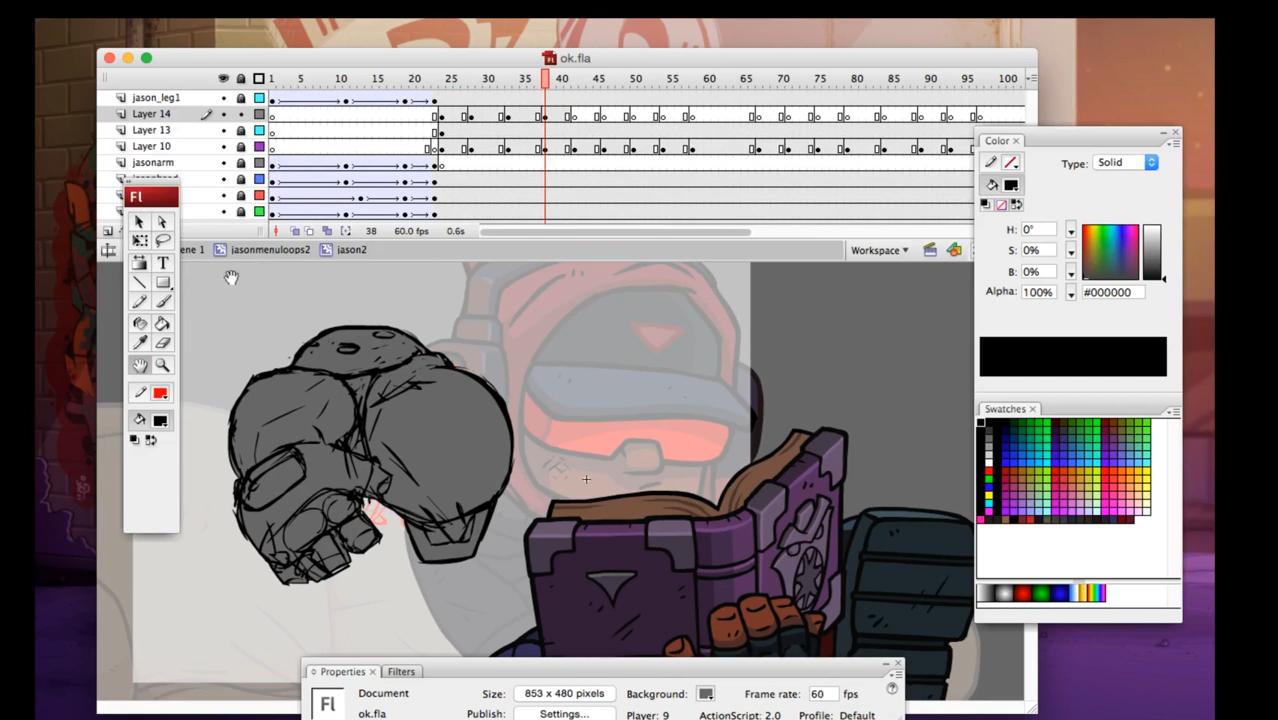 Fl ok.fla
1 5 10 15 20 25 30 35 40 45 50 55 60 65 70 75 80 85 90 95 100
jason_leg1
Layer 14
Layer 13
Layer 10
jasonarm
38 60.0 fps 0.6s
ne 1 jasonmenuloops2 jason2 Workspace
Fl
T
Color
Type: Solid
H: 0°
S: 0%
B: 0%
Alpha: 100% #000000
Swatches
Properties Filters
Fl
Document Size: 853 x 480 pixels Background: Frame rate: 60 fps
ok.fla Publish: Settings... Player: 9 ActionScript: 2.0 Profile: Default